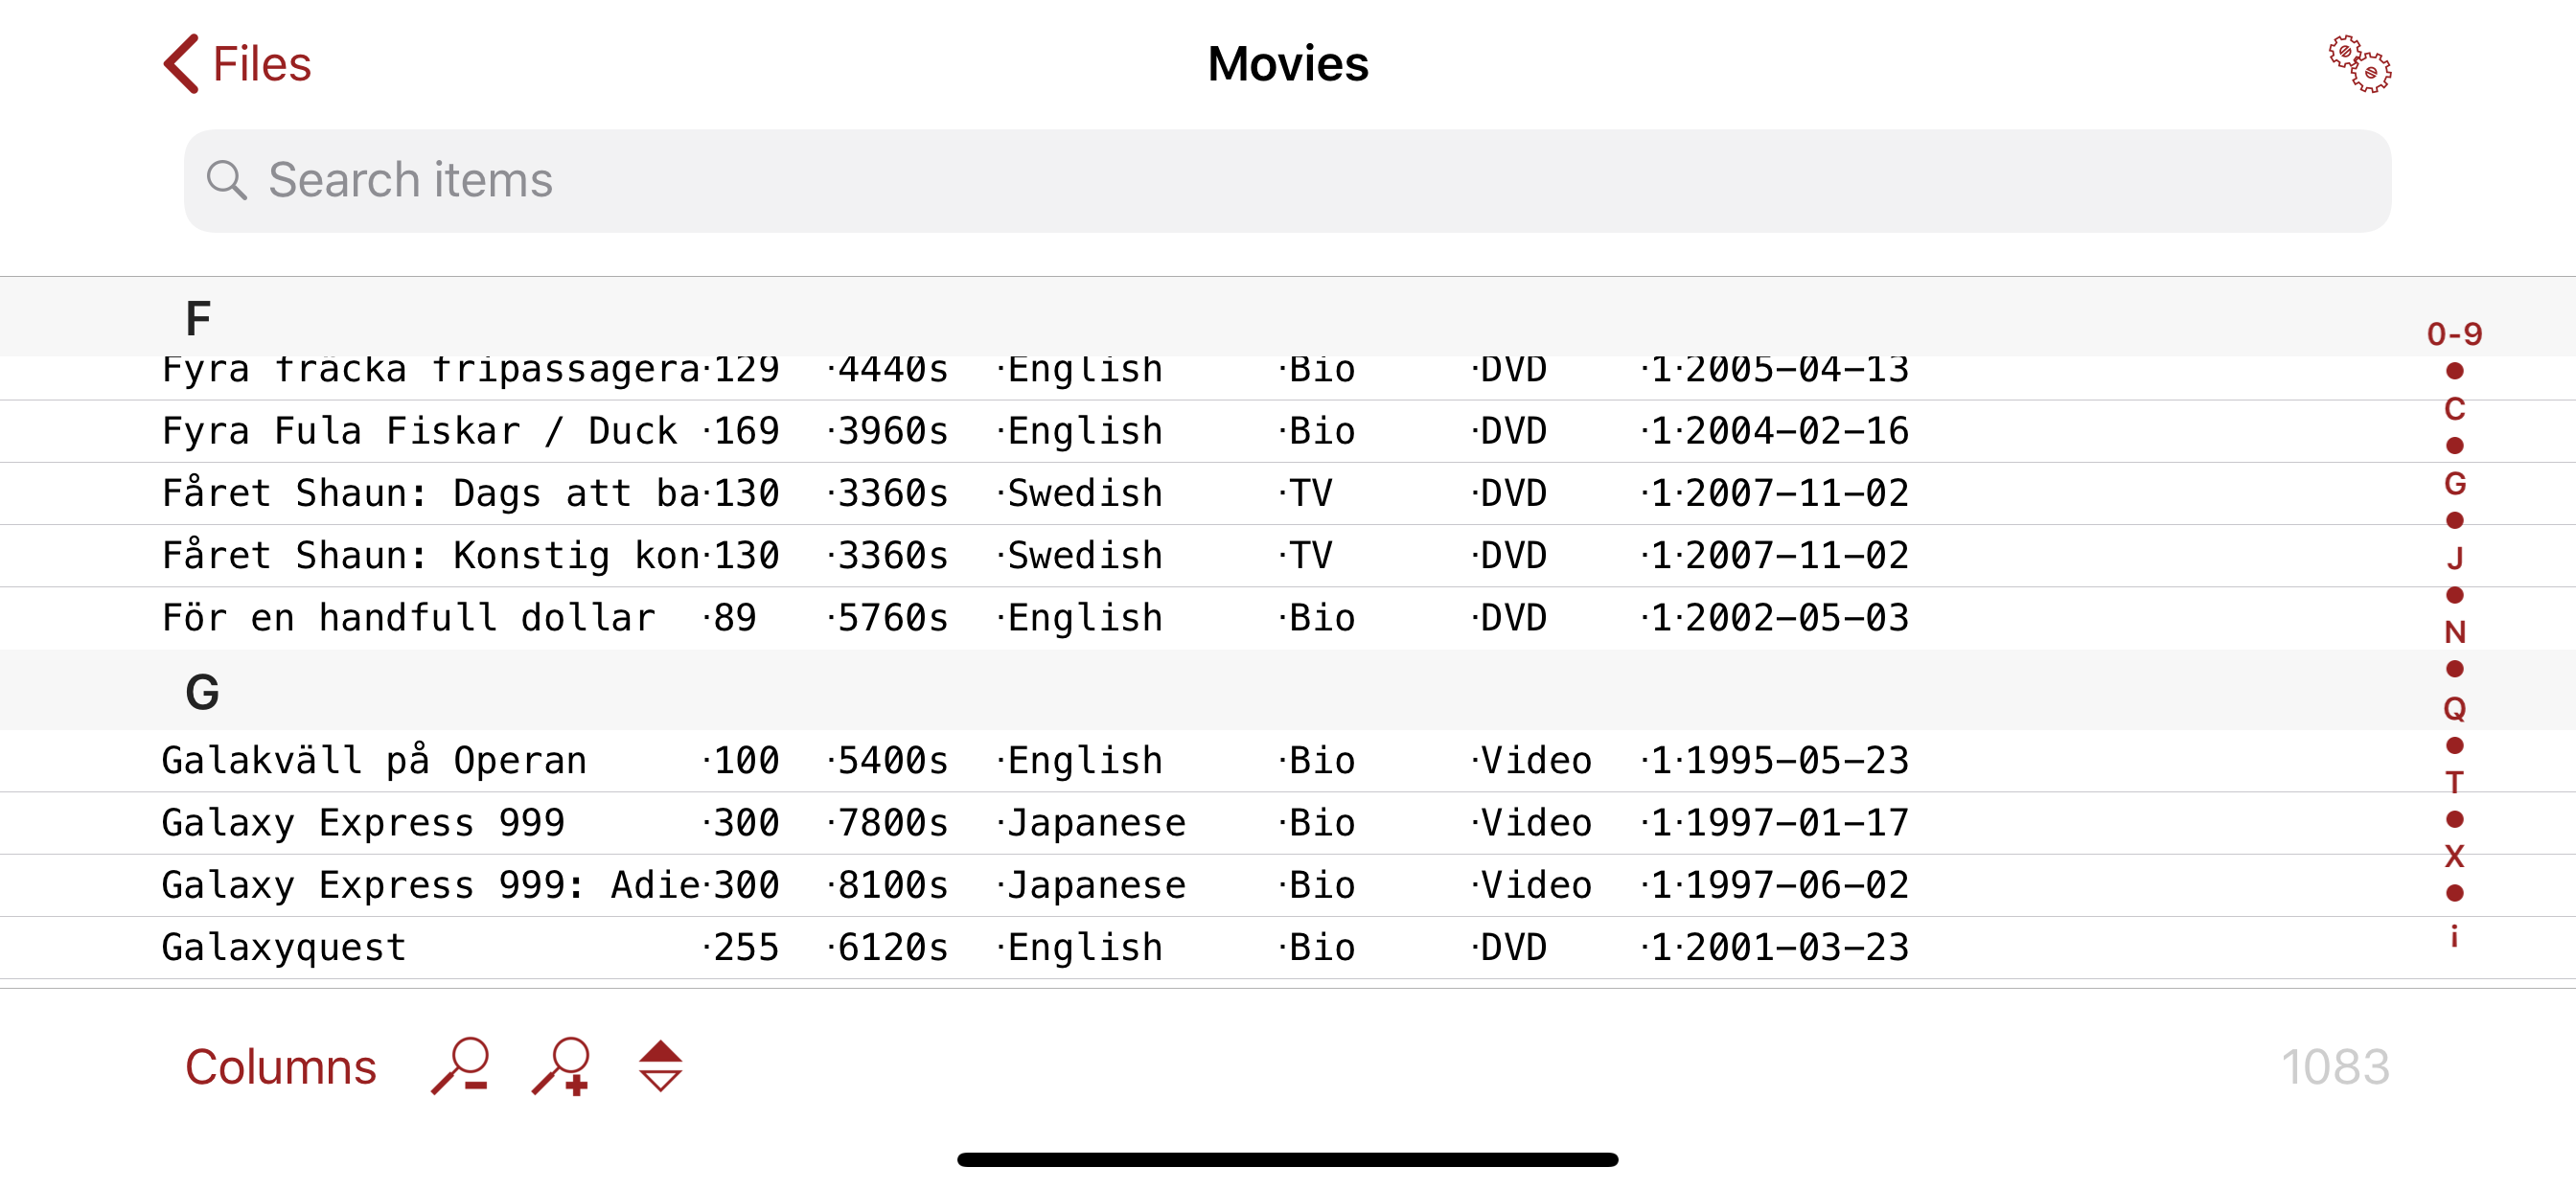 Files
Movies
Search items
F
Fyra fräcka fripassagera·129 ·4440s ·English ·Bio ·DVD ·1·2005-04-13
Fyra Fula Fiskar / Duck ·169 ·3960s ·English ·Bio ·DVD ·1·2004-02-16
Fåret Shaun: Dags att ba·130 ·3360s ·Swedish ·TV ·DVD ·1·2007-11-02
Fåret Shaun: Konstig kon·130 ·3360s ·Swedish ·TV ·DVD ·1·2007-11-02
För en handfull dollar ·89 ·5760s ·English ·Bio ·DVD ·1·2002-05-03
G
Galakväll på Operan ·100 ·5400s ·English ·Bio ·Video ·1·1995-05-23
Galaxy Express 999 ·300 ·7800s ·Japanese ·Bio ·Video ·1·1997-01-17
Galaxy Express 999: Adie·300 ·8100s ·Japanese ·Bio ·Video ·1·1997-06-02
Galaxyquest ·255 ·6120s ·English ·Bio ·DVD ·1·2001-03-23
0-9
●
C
●
G
●
J
●
N
●
Q
●
T
●
X
●
i
Columns
1083